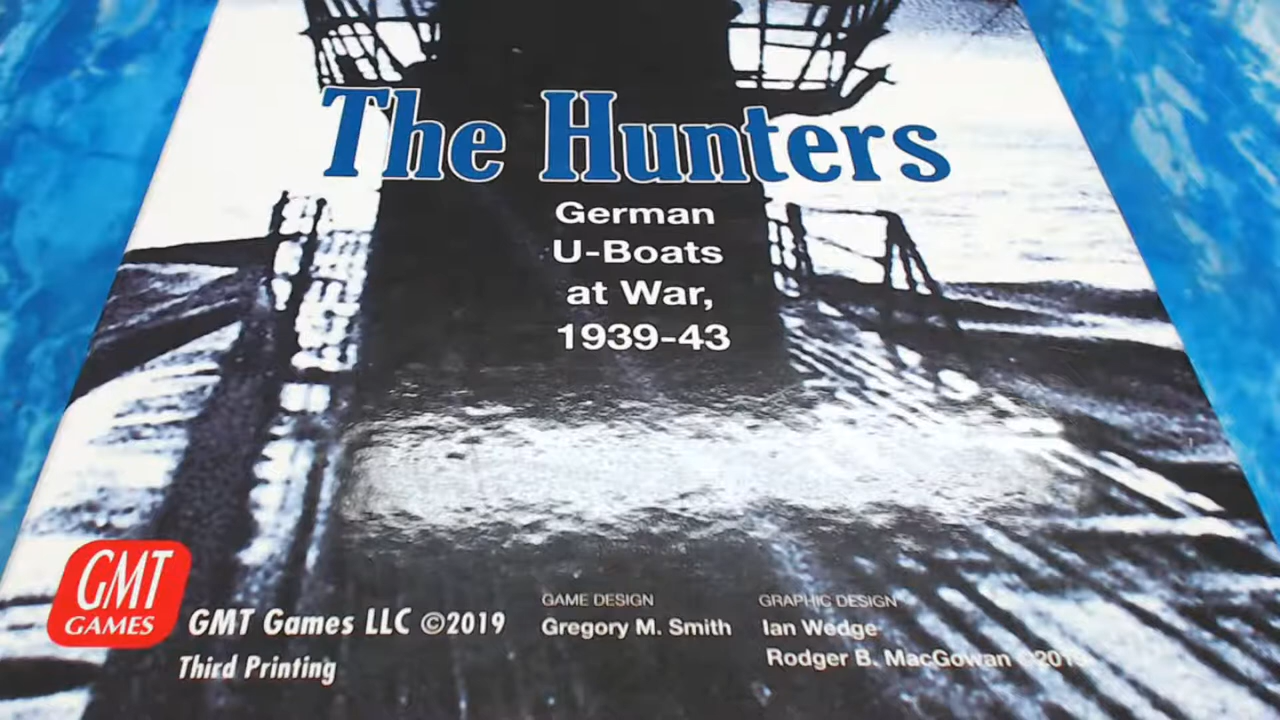 The Hunters
German
U-Boats
at War,
1939-43
GMT
GAMES
GMT Games LLC ©2019
Third Printing
GAME DESIGN
Gregory M. Smith
GRAPHIC DESIGN
Ian Wedge
Rodger B. MacGowan